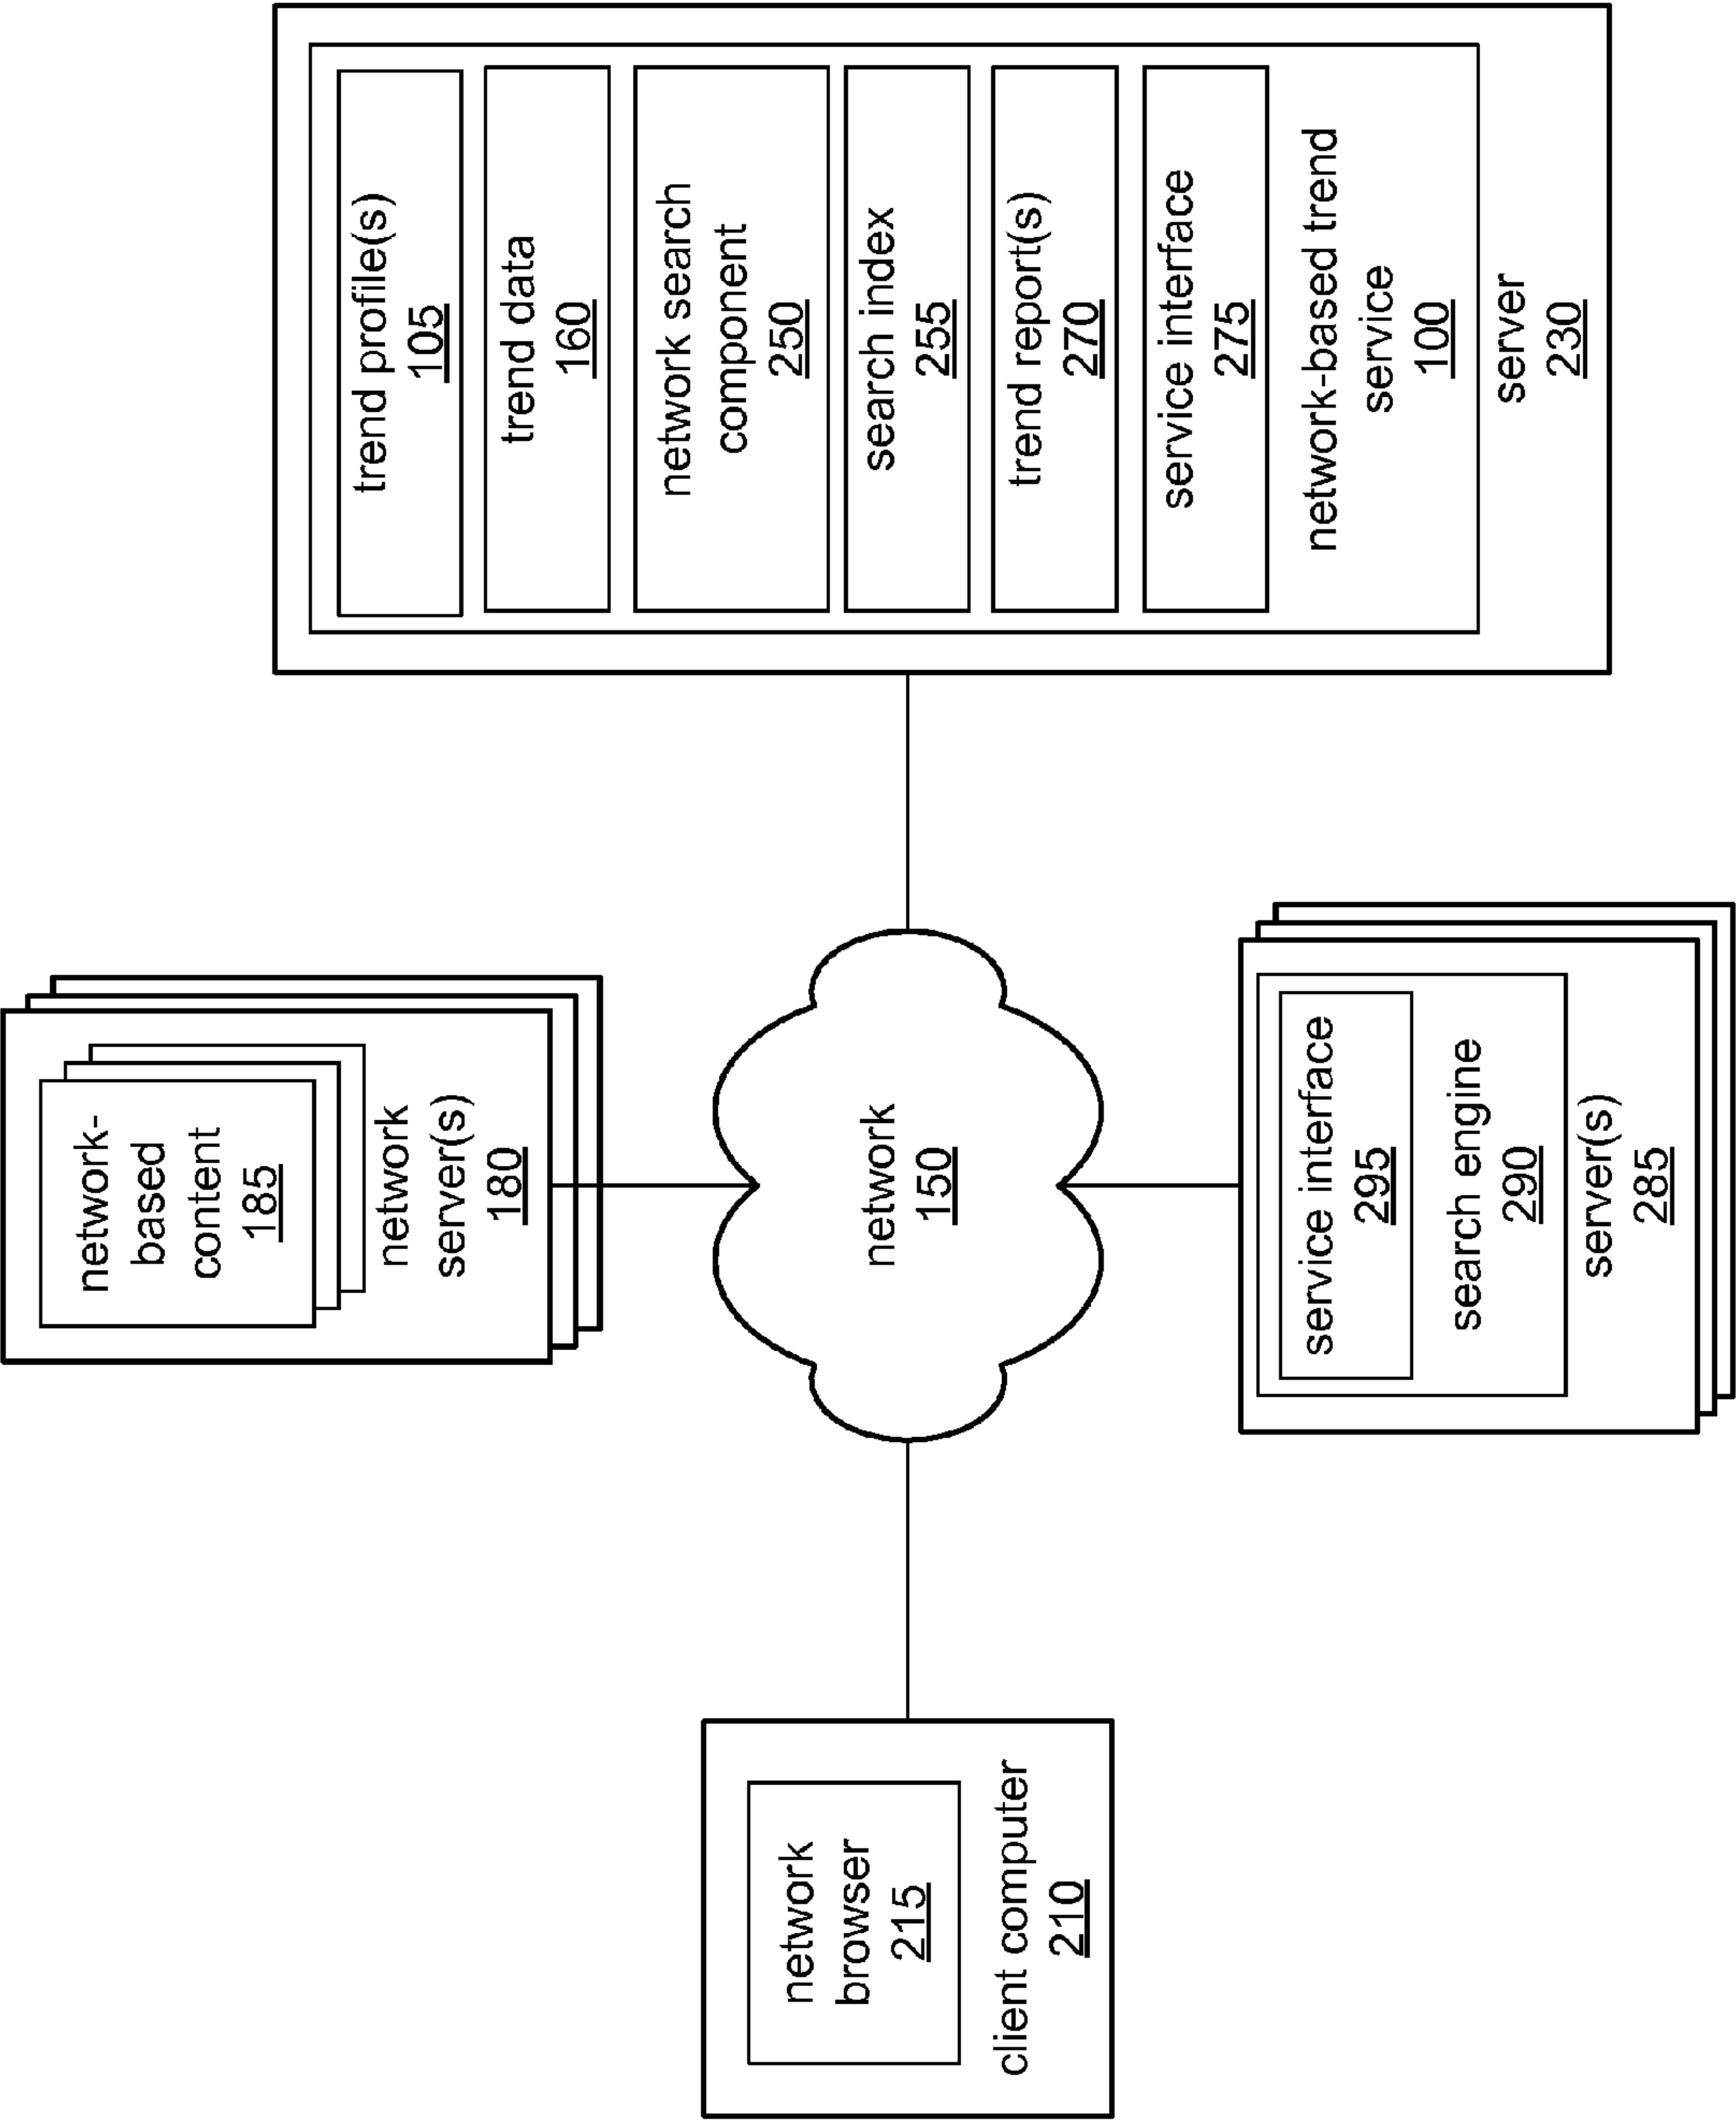 network-
based
content
185
network
server(s)
180
network
browser
215
client computer
210
network
150
service interface
295
search engine
290
server(s)
285
trend profile(s)
105
trend data
160
network search
component
250
search index
255
trend report(s)
270
service interface
275
network-based trend
service
100
server
230